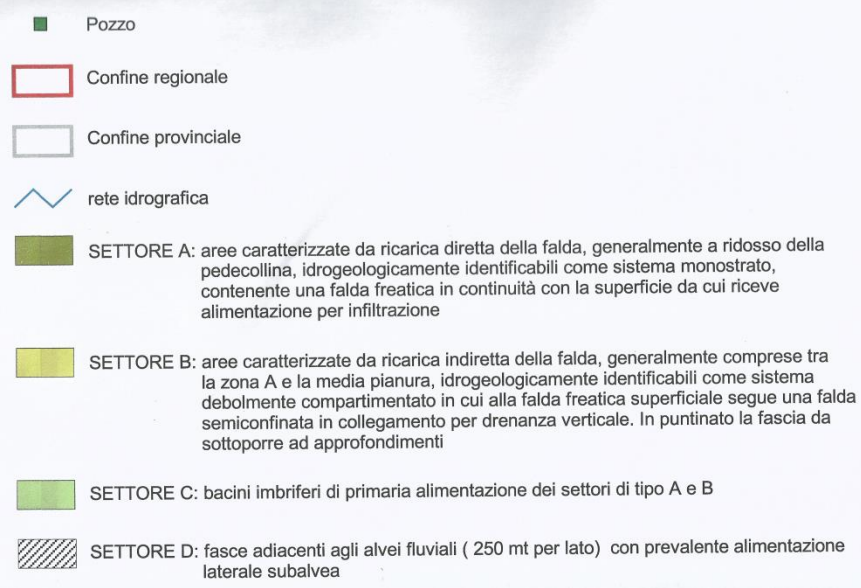 Pozzo
Confine regionale
Confine provinciale
rete idrografica
SETTORE A: aree caratterizzate da ricarica diretta della falda, generalmente a ridosso della
pedecollina, idrogeologicamente identificabili come sistema monostrato,
contenente una falda freatica in continuità con la superficie da cui riceve
alimentazione per infiltrazione
SETTORE B: aree caratterizzate da ricarica indiretta della falda, generalmente comprese tra
la zona A e la media pianura, idrogeologicamente identificabili come sistema
debolmente compartimentato in cui alla falda freatica superficiale segue una falda
semiconfinata in collegamento per drenanza verticale. In puntinato la fascia da
sottoporre ad approfondimenti
SETTORE C: bacini imbriferi di primaria alimentazione dei settori di tipo A e B
SETTORE D: fasce adiacenti agli alvei fluviali ( 250 mt per lato) con prevalente alimentazione
laterale subalvea